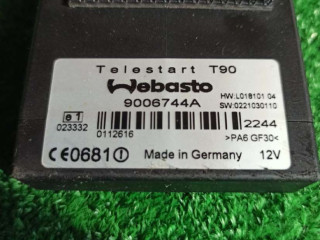 Telestart T90
Webasto
HW:L018101.04
9006744A
SW:0221030110
e1
2244
023332
0112616
>PA6 GF30<
CE0681
Made in Germany
12V